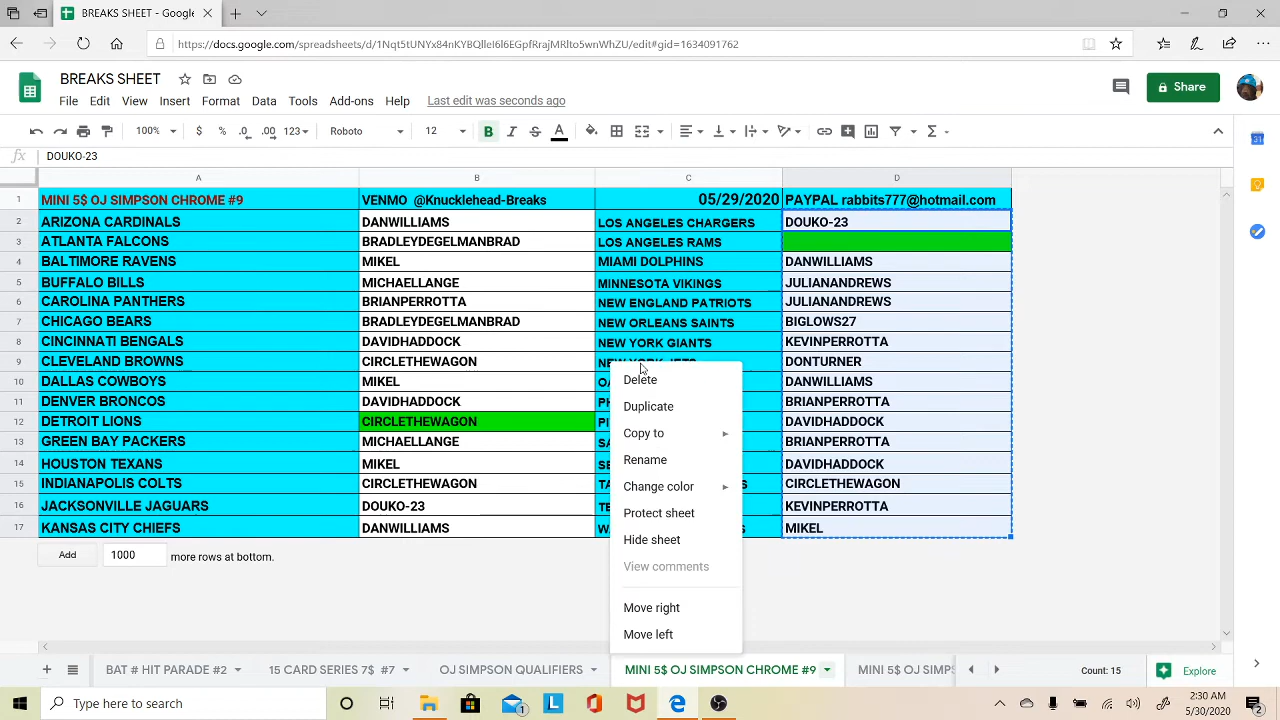 BREAKS SHEET
https://docs.google.com/spreadsheets/d/1Nqt5tUNYx84nKYBQlleI6l6EGpfRrajMRlto5wnWhZU/edit#gid=1634091762
BREAKS SHEET
File Edit View Insert Format Data Tools Add-ons Help Last edit was seconds ago
Share
100% $ % .0 .00 123 Roboto 12 B I S A
fx DOUKO-23
A B C D
1 MINI 5$ OJ SIMPSON CHROME #9 VENMO @Knucklehead-Breaks 05/29/2020 PAYPAL rabbits777@hotmail.com
2 ARIZONA CARDINALS DANWILLIAMS LOS ANGELES CHARGERS DOUKO-23
3 ATLANTA FALCONS BRADLEYDEGELMANBRAD LOS ANGELES RAMS
4 BALTIMORE RAVENS MIKEL MIAMI DOLPHINS DANWILLIAMS
5 BUFFALO BILLS MICHAELLANGE MINNESOTA VIKINGS JULIANANDREWS
6 CAROLINA PANTHERS BRIANPERROTTA NEW ENGLAND PATRIOTS JULIANANDREWS
7 CHICAGO BEARS BRADLEYDEGELMANBRAD NEW ORLEANS SAINTS BIGLOWS27
8 CINCINNATI BENGALS DAVIDHADDOCK NEW YORK GIANTS KEVINPERROTTA
9 CLEVELAND BROWNS CIRCLETHEWAGON NEW YORK JETS DONTURNER
10 DALLAS COWBOYS MIKEL DANWILLIAMS
11 DENVER BRONCOS DAVIDHADDOCK BRIANPERROTTA
12 DETROIT LIONS CIRCLETHEWAGON DAVIDHADDOCK
13 GREEN BAY PACKERS MICHAELLANGE BRIANPERROTTA
14 HOUSTON TEXANS MIKEL DAVIDHADDOCK
15 INDIANAPOLIS COLTS CIRCLETHEWAGON CIRCLETHEWAGON
16 JACKSONVILLE JAGUARS DOUKO-23 KEVINPERROTTA
17 KANSAS CITY CHIEFS DANWILLIAMS MIKEL
Delete
Duplicate
Copy to
Rename
Change color
Protect sheet
Hide sheet
View comments
Move right
Move left
Add 1000 more rows at bottom.
BAT # HIT PARADE #2 15 CARD SERIES 7$ #7 OJ SIMPSON QUALIFIERS MINI 5$ OJ SIMPSON CHROME #9 MINI 5$ OJ SIMPS Count: 15 Explore
Type here to search
2:30 AM
5/30/2020